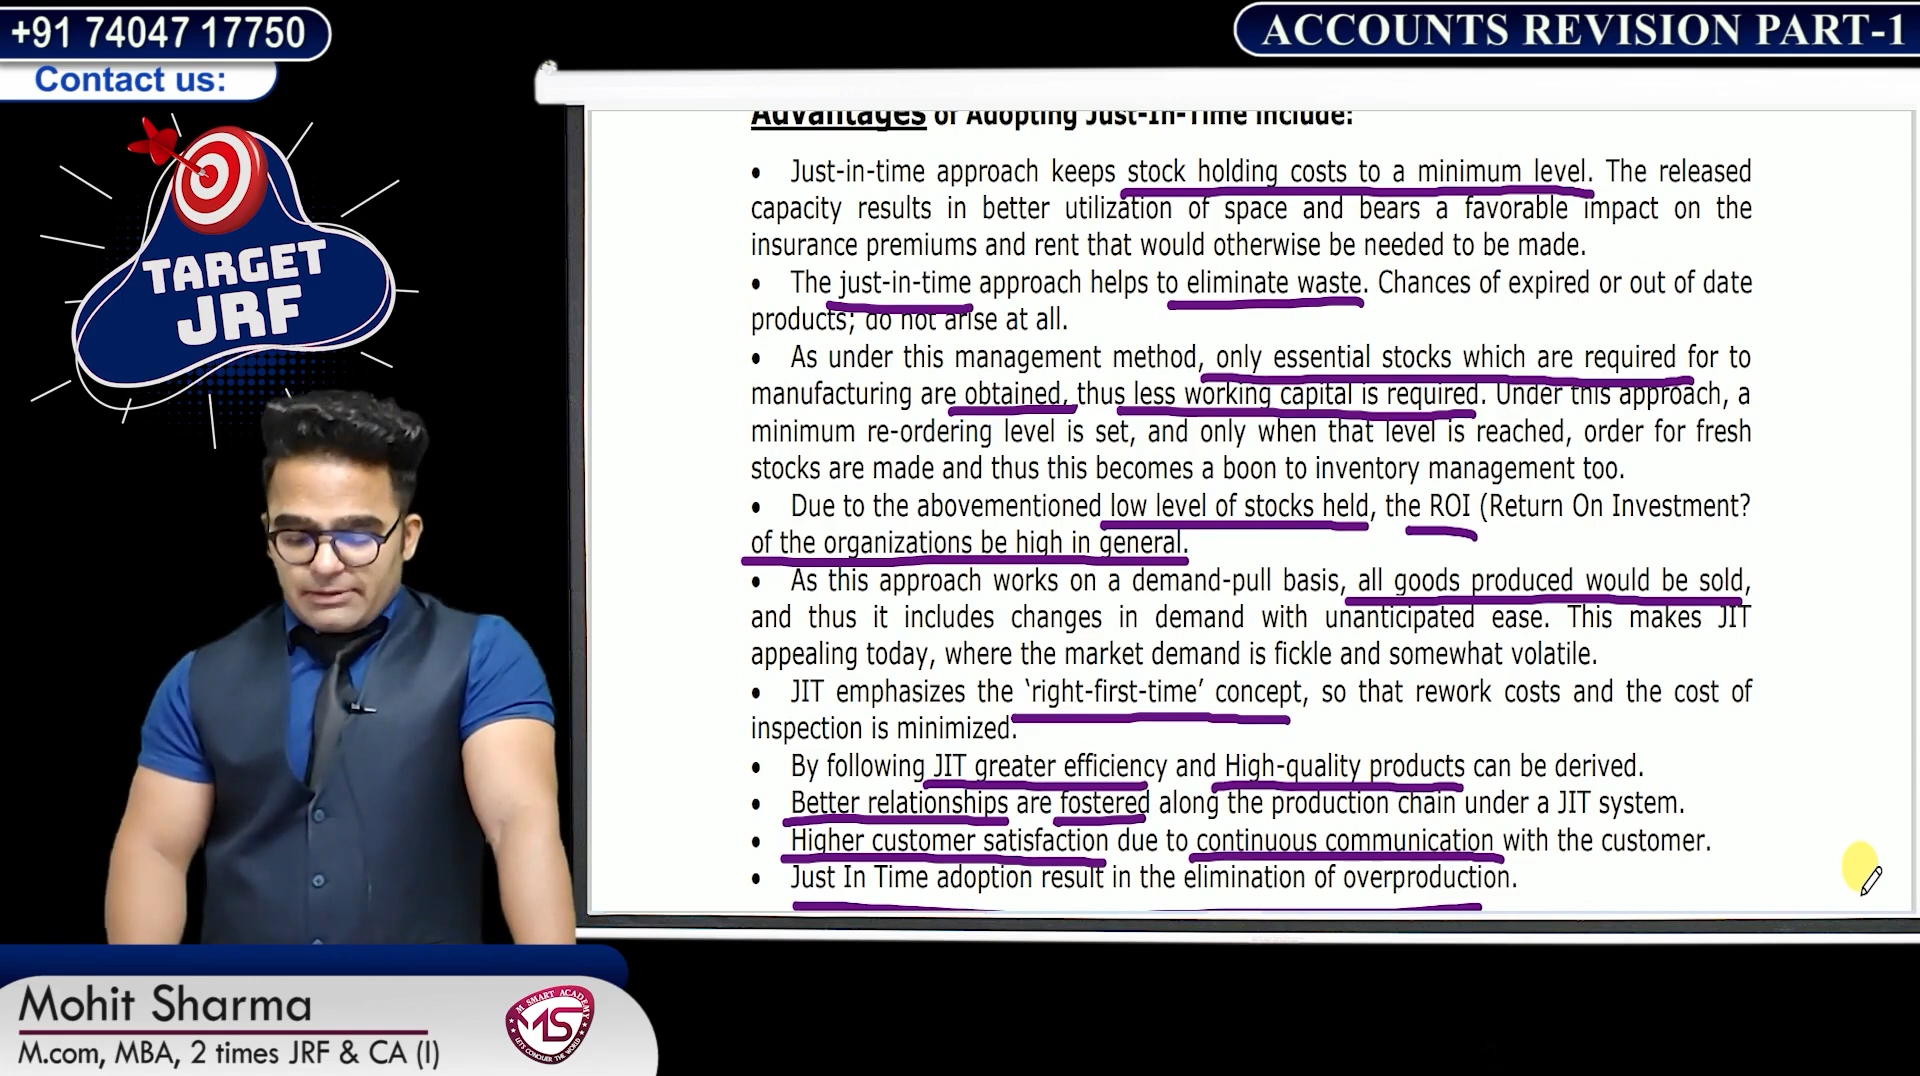 +91 74047 17750
Contact us:
ACCOUNTS REVISION PART-1
TARGET
JRF
Advantages of Adopting Just-In-Time include:
• Just-in-time approach keeps stock holding costs to a minimum level. The released
capacity results in better utilization of space and bears a favorable impact on the
insurance premiums and rent that would otherwise be needed to be made.
• The just-in-time approach helps to eliminate waste. Chances of expired or out of date
products; do not arise at all.
• As under this management method, only essential stocks which are required for to
manufacturing are obtained, thus less working capital is required. Under this approach, a
minimum re-ordering level is set, and only when that level is reached, order for fresh
stocks are made and thus this becomes a boon to inventory management too.
• Due to the abovementioned low level of stocks held, the ROI (Return On Investment?
of the organizations be high in general.
• As this approach works on a demand-pull basis, all goods produced would be sold,
and thus it includes changes in demand with unanticipated ease. This makes JIT
appealing today, where the market demand is fickle and somewhat volatile.
• JIT emphasizes the ‘right-first-time’ concept, so that rework costs and the cost of
inspection is minimized.
• By following JIT greater efficiency and High-quality products can be derived.
• Better relationships are fostered along the production chain under a JIT system.
• Higher customer satisfaction due to continuous communication with the customer.
• Just In Time adoption result in the elimination of overproduction.
Mohit Sharma
M.com, MBA, 2 times JRF & CA (I)
M SMART ACADEMY
MS
LET'S CONQUER THE WORLD